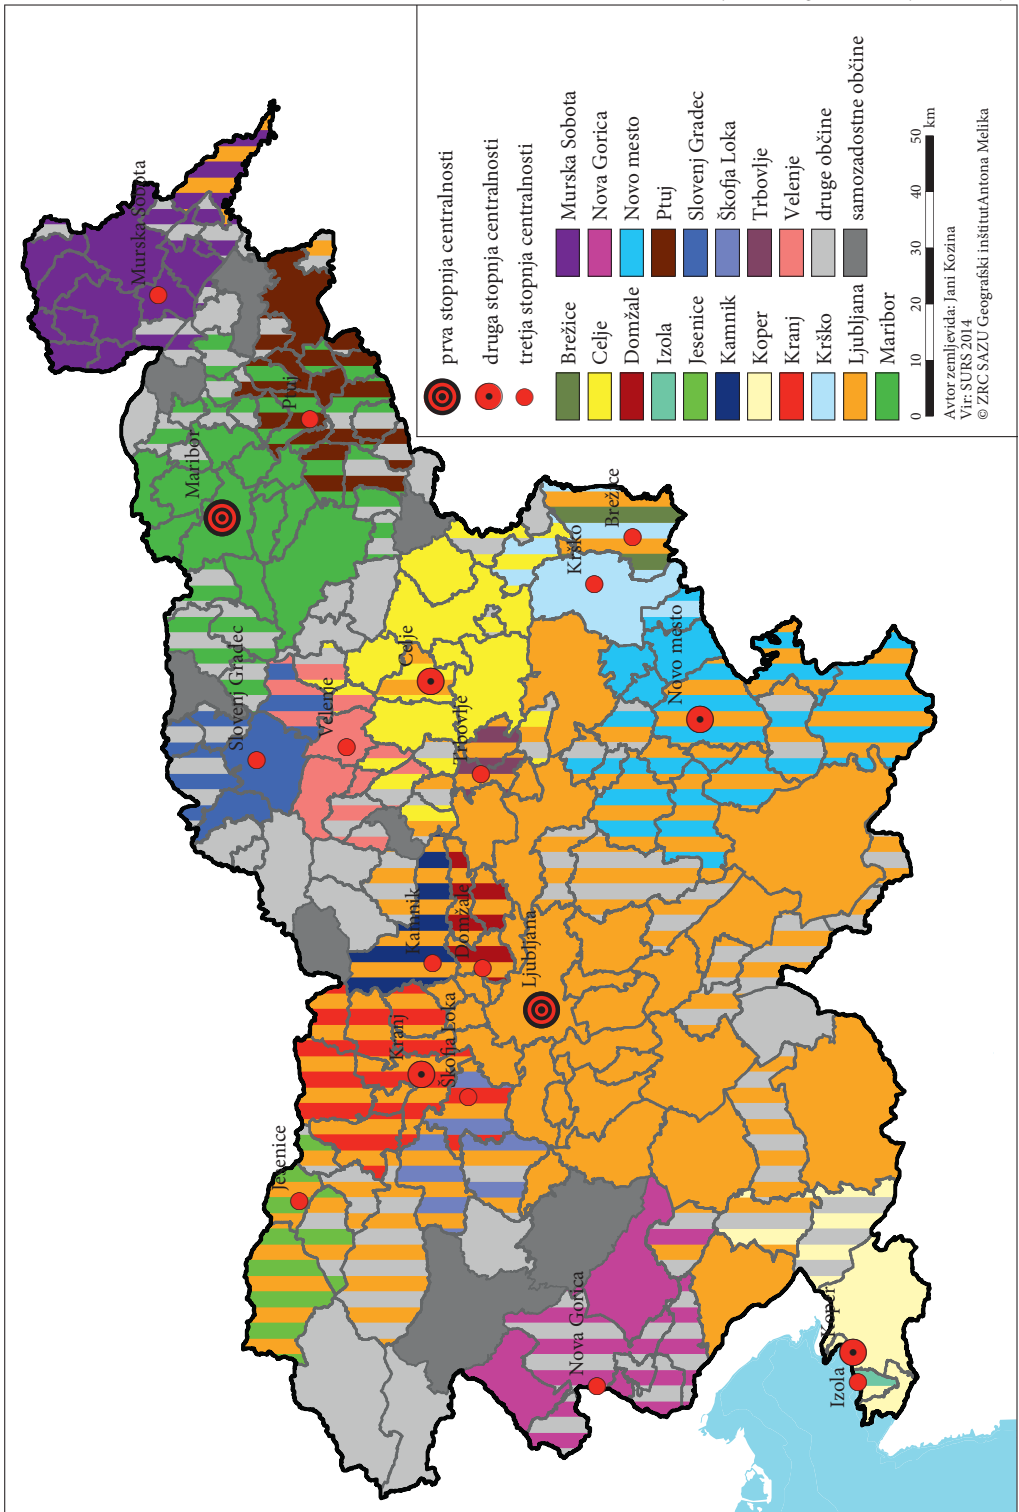 Murska Sobota
Maribor
Ptuj
Slovenj Gradec
Velenje
Celje
Trbovlje
Krško
Brežice
Novo mesto
Kamnik
Domžale
Ljubljana
Kranj
Škofja Loka
Jesenice
Nova Gorica
Koper
Izola
prva stopnja centralnosti
druga stopnja centralnosti
tretja stopnja centralnosti
Brežice
Celje
Domžale
Izola
Jesenice
Kamnik
Koper
Kranj
Krško
Ljubljana
Maribor
Murska Sobota
Nova Gorica
Novo mesto
Ptuj
Slovenj Gradec
Škofja Loka
Trbovlje
Velenje
druge občine
samozadostne občine
0 10 20 30 40 50 km
Avtor zemljevida: Jani Kozina
Vir: SURS 2014
© ZRC SAZU Geografski institutAntona Melika